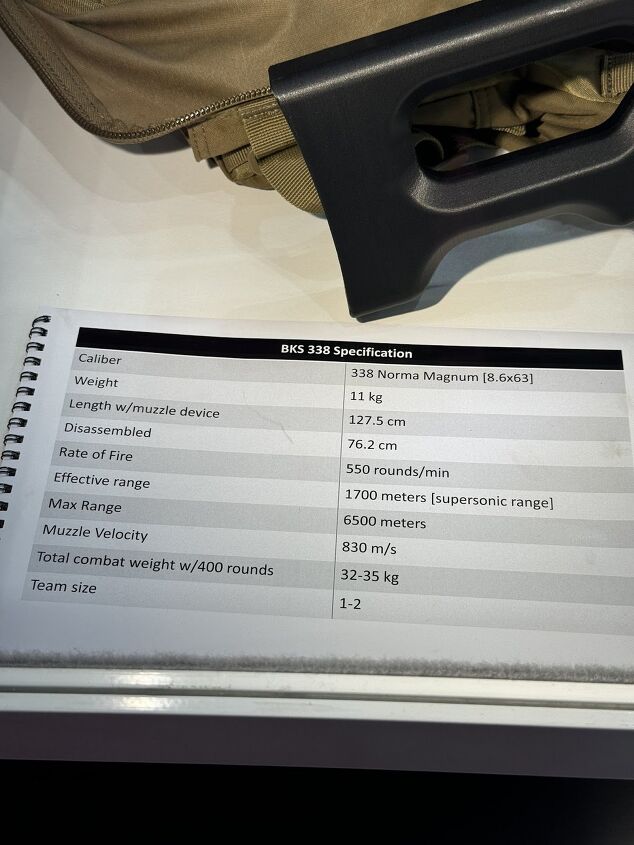 BKS 338 Specification
Caliber 338 Norma Magnum [8.6x63]
Weight 11 kg
Length w/muzzle device 127.5 cm
Disassembled 76.2 cm
Rate of Fire 550 rounds/min
Effective range 1700 meters [supersonic range]
Max Range 6500 meters
Muzzle Velocity 830 m/s
Total combat weight w/400 rounds 32-35 kg
Team size 1-2